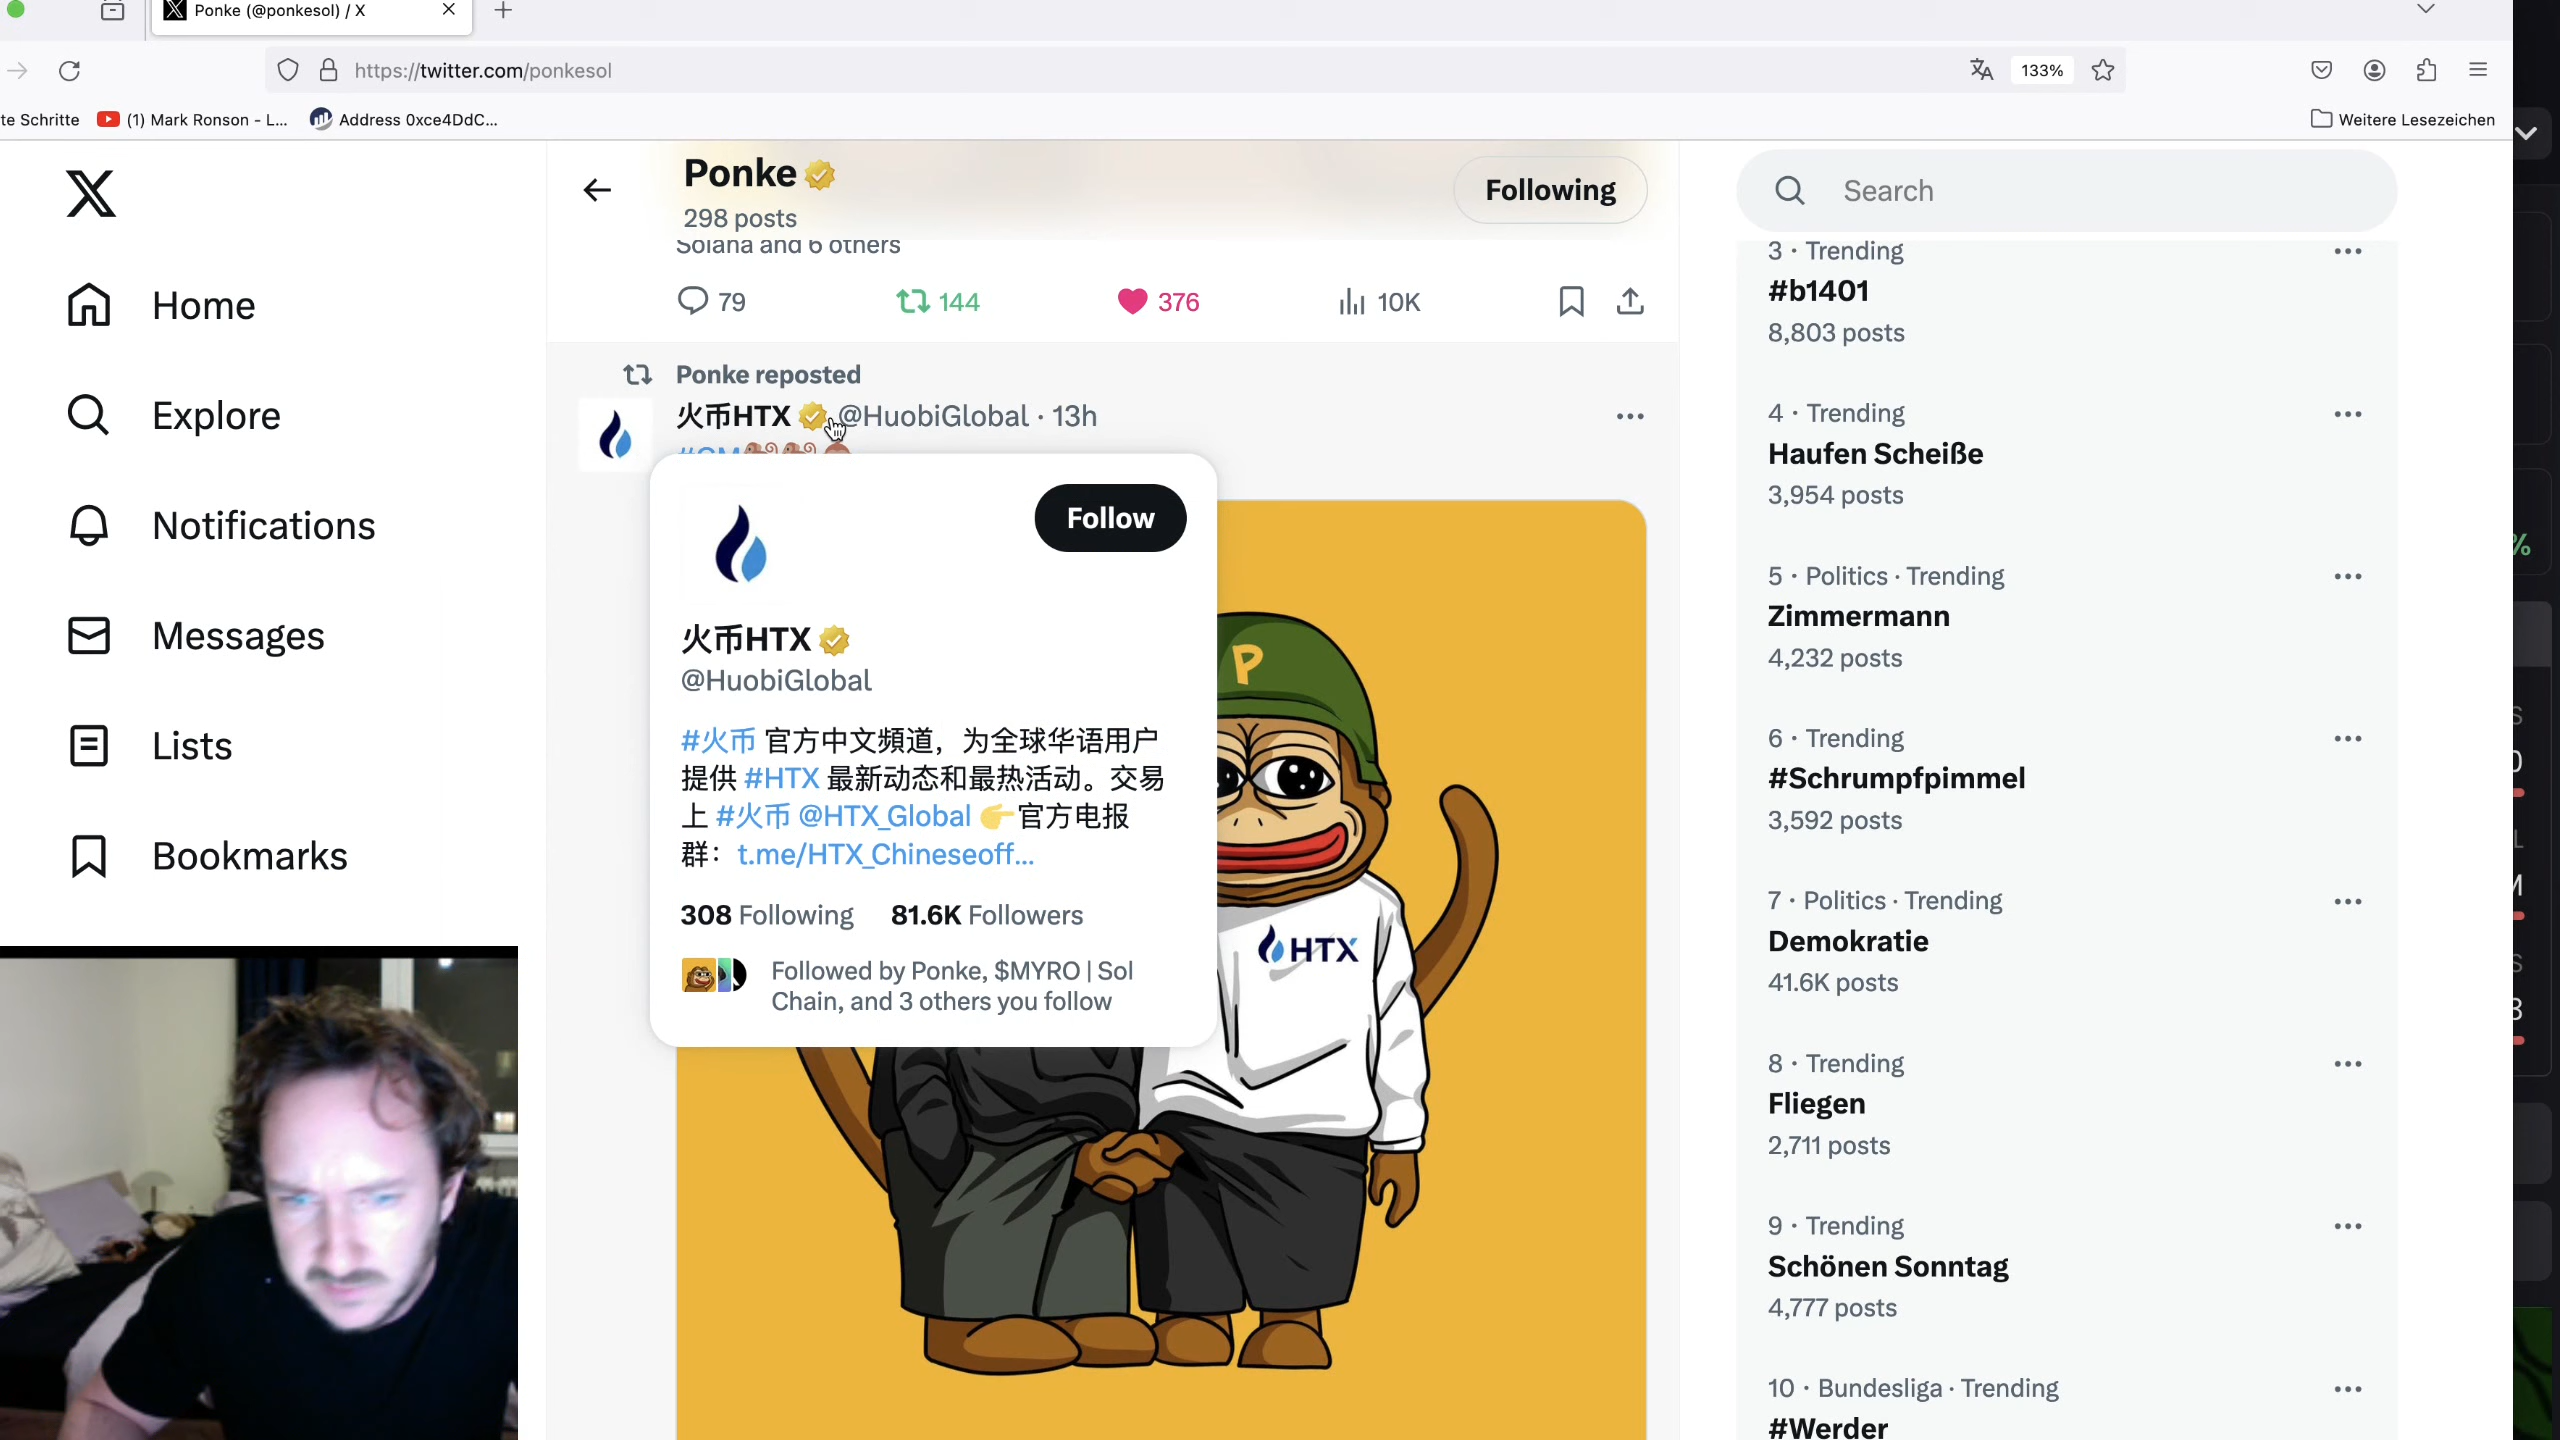 Ponke (@ponkesol) / X
https://twitter.com/ponkesol
133%
te Schritte
(1) Mark Ronson - L...
Address 0xce4DdC...
Weitere Lesezeichen
Home
Explore
Notifications
Messages
Lists
Bookmarks
Ponke
298 posts
Following
Solana and 6 others
79
144
376
10K
Ponke reposted
火币HTX @HuobiGlobal · 13h
#GM
Follow
火币HTX
@HuobiGlobal
#火币 官方中文頻道，为全球华语用户
提供 #HTX 最新动态和最热活动。交易
上 #火币 @HTX_Global 👉官方电报
群：t.me/HTX_Chineseoff...
308 Following 81.6K Followers
Followed by Ponke, $MYRO | Sol
Chain, and 3 others you follow
P
HTX
Search
3 · Trending
#b1401
8,803 posts
4 · Trending
Haufen Scheiße
3,954 posts
5 · Politics · Trending
Zimmermann
4,232 posts
6 · Trending
#Schrumpfpimmel
3,592 posts
7 · Politics · Trending
Demokratie
41.6K posts
8 · Trending
Fliegen
2,711 posts
9 · Trending
Schönen Sonntag
4,777 posts
10 · Bundesliga · Trending
#Werder
%